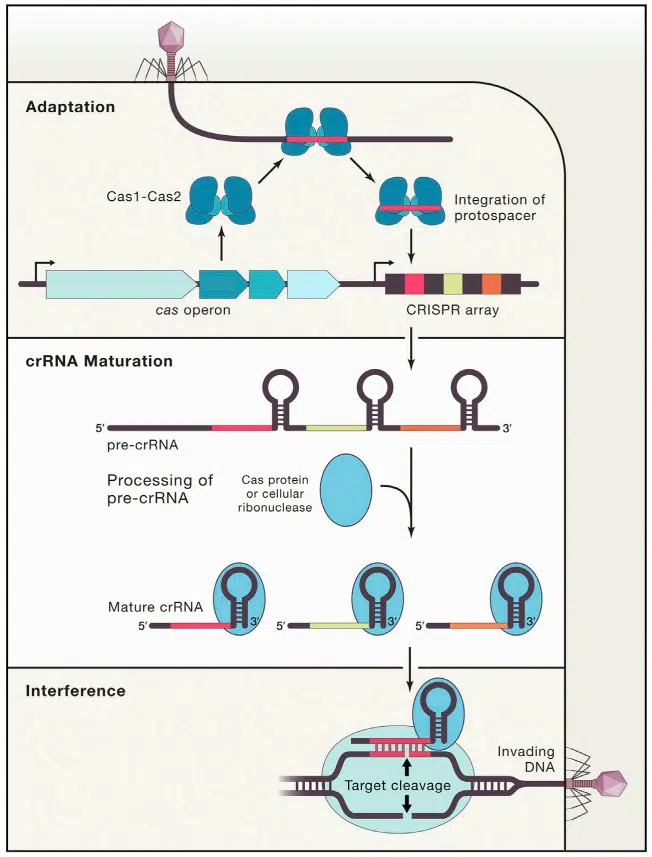 Adaptation
Cas1-Cas2
Integration of
protospacer
cas operon
CRISPR array
crRNA Maturation
5’
3’
pre-crRNA
Processing of
pre-crRNA
Cas protein
or cellular
ribonuclease
Mature crRNA
5’
3’
5’
3’
5’
3’
Interference
Invading
DNA
Target cleavage